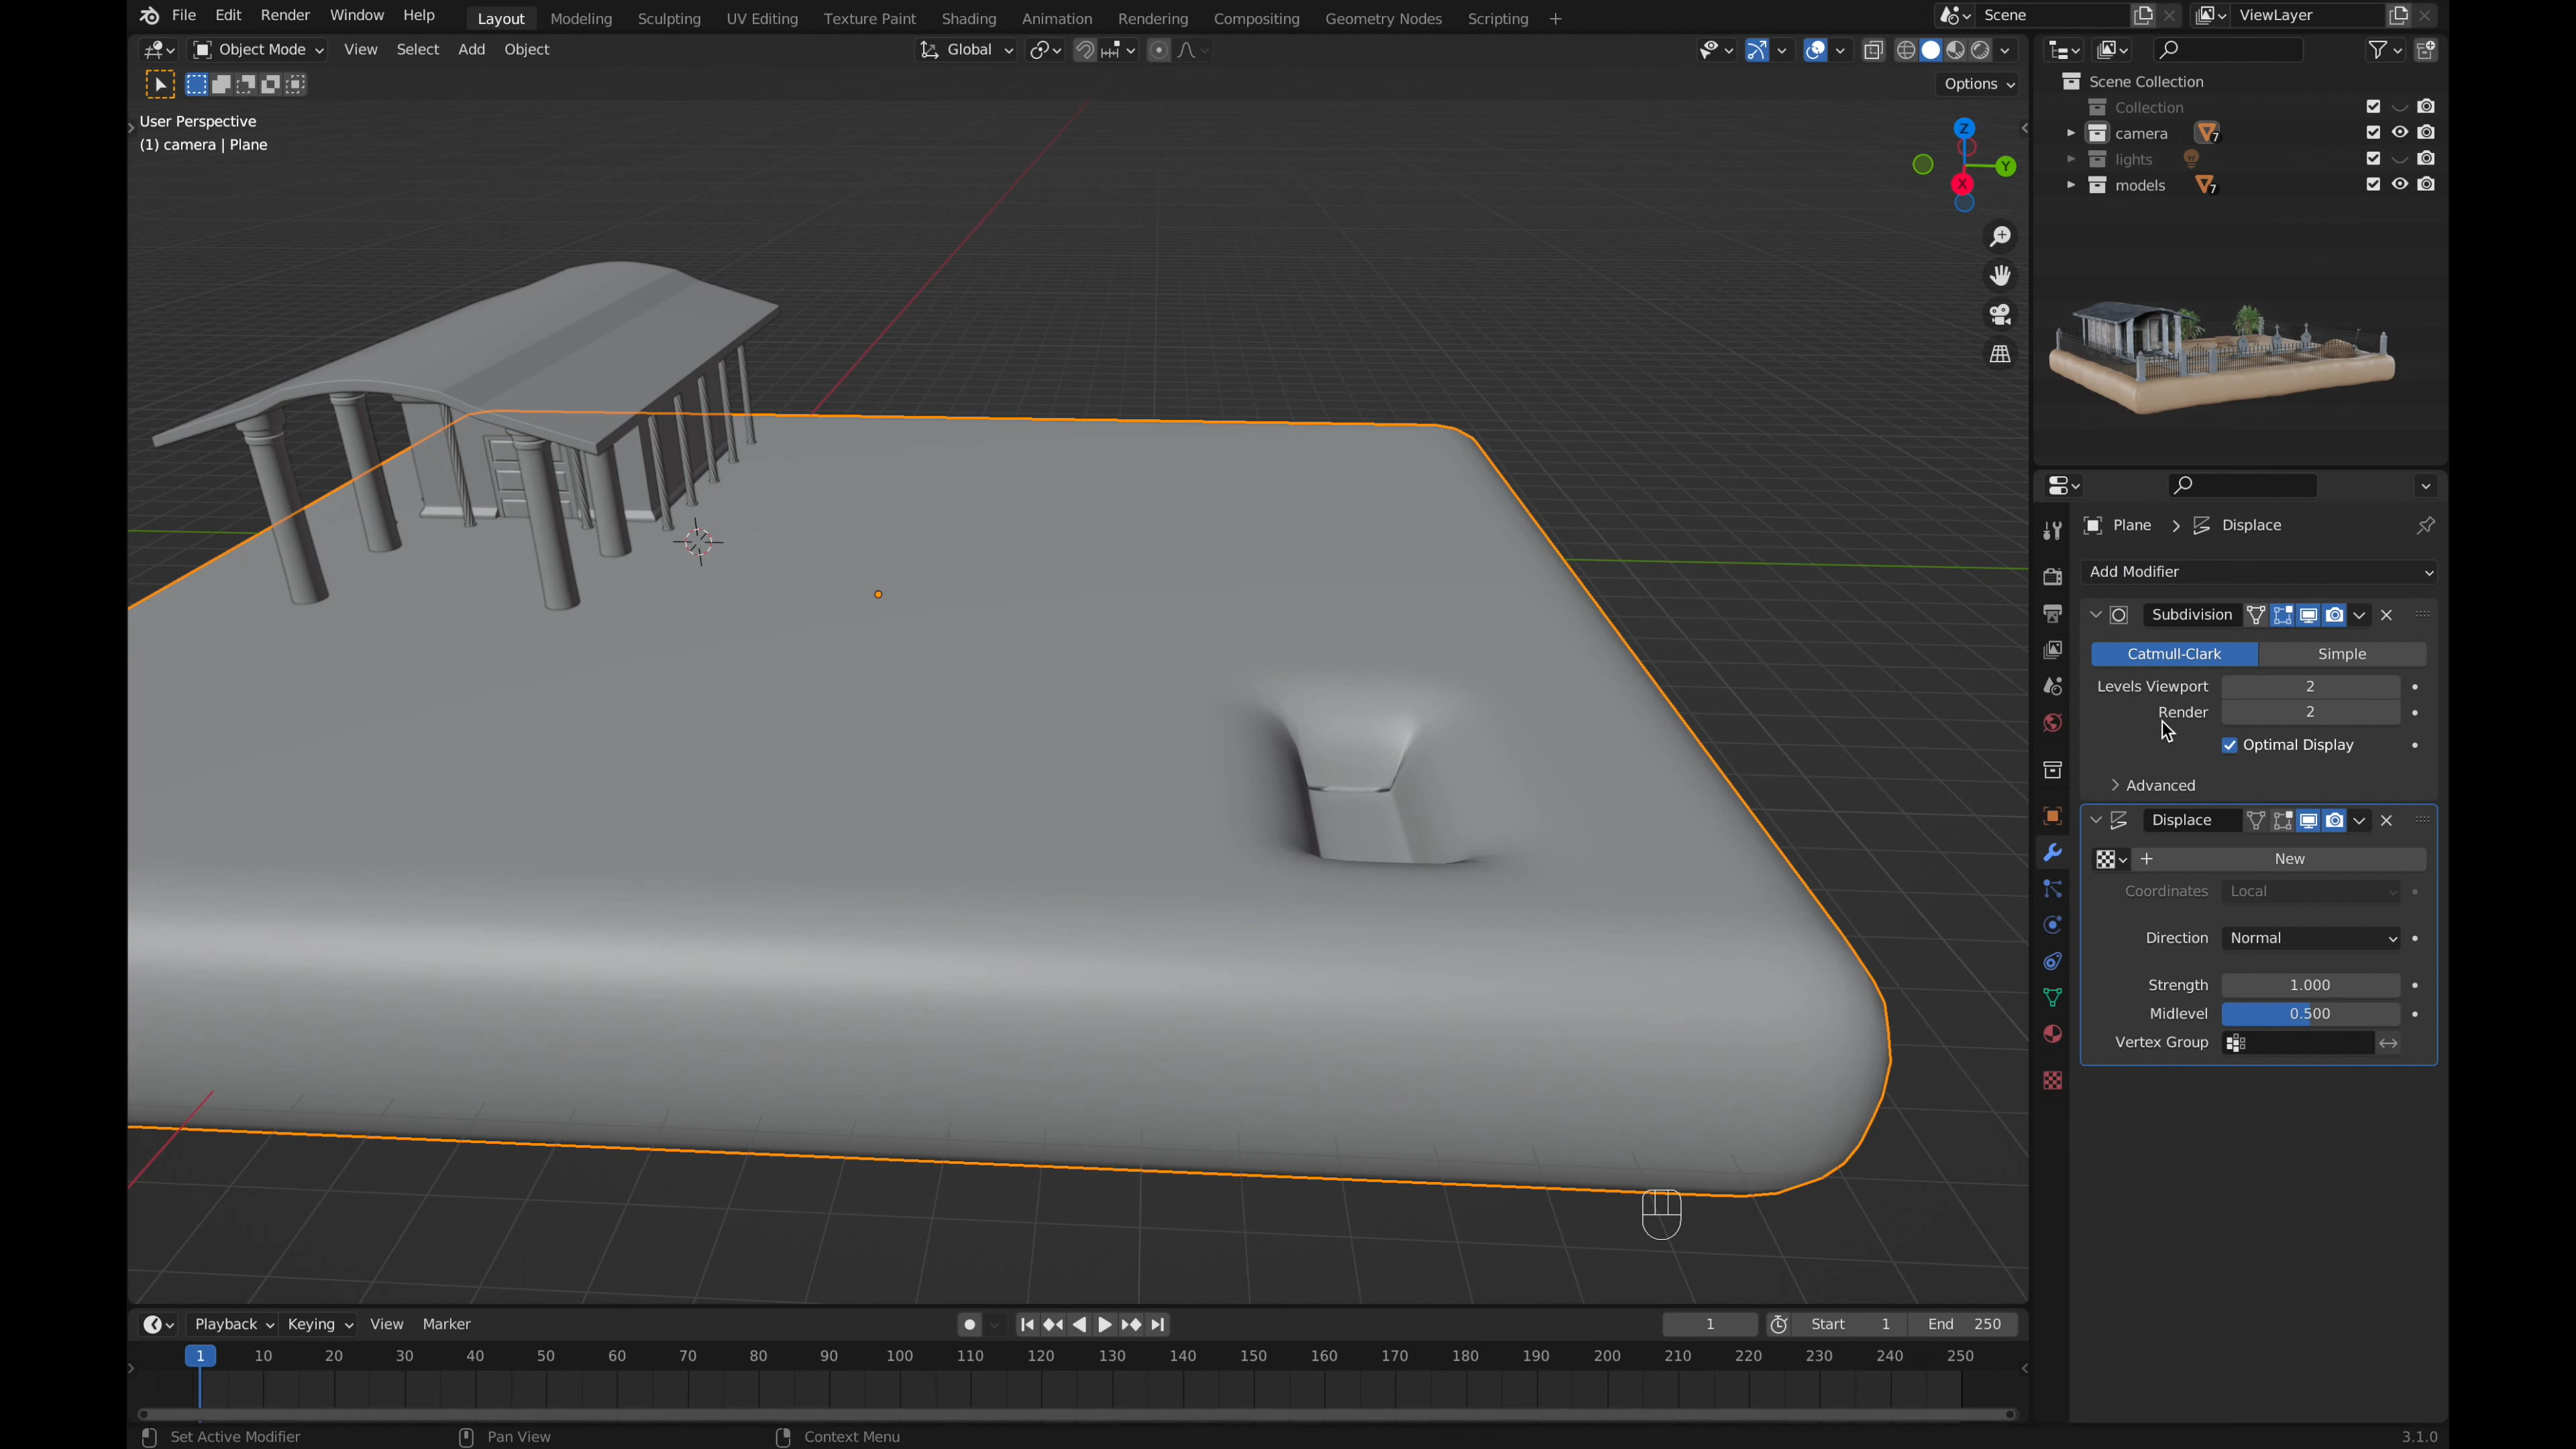 File Edit Render Window Help
Layout Modeling Sculpting UV Editing Texture Paint Shading Animation Rendering Compositing Geometry Nodes Scripting +
Scene
ViewLayer
Object Mode View Select Add Object
Global
Options
User Perspective
(1) camera | Plane
Z
Y
X
Scene Collection
Collection
camera 7
lights
models 7
Plane > Displace
Add Modifier
Subdivision
Catmull-Clark Simple
Levels Viewport 2
Render 2
Optimal Display
Advanced
Displace
+ New
Coordinates Local
Direction Normal
Strength 1.000
Midlevel 0.500
Vertex Group
Playback Keying View Marker
1 Start 1 End 250
1 10 20 30 40 50 60 70 80 90 100 110 120 130 140 150 160 170 180 190 200 210 220 230 240 250
Set Active Modifier Pan View Context Menu 3.1.0